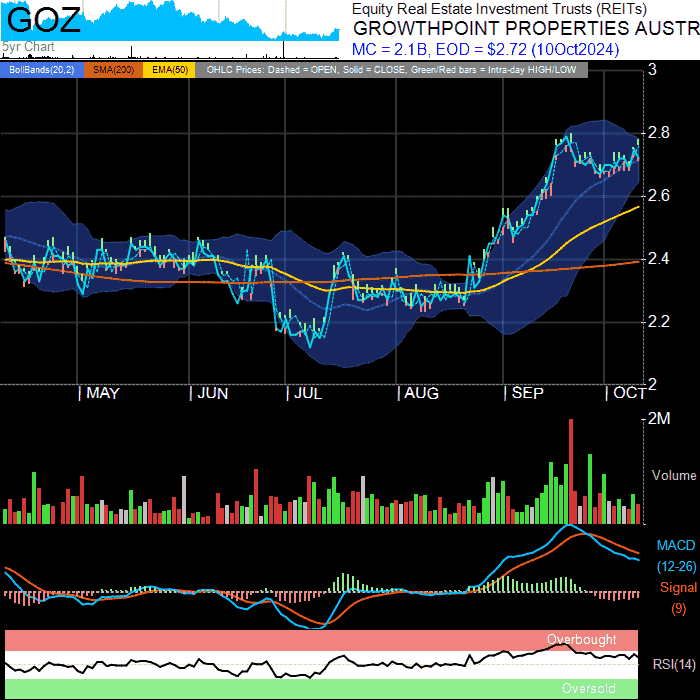 GOZ
Equity Real Estate Investment Trusts (REITs)
GROWTHPOINT PROPERTIES AUSTR
5yr Chart
MC = 2.1B, EOD = $2.72 (10Oct2024)
BollBands(20,2) SMA(200) EMA(50) OHLC Prices: Dashed = OPEN, Solid = CLOSE, Green/Red bars = Intra-day HIGH/LOW
3
2.8
2.6
2.4
2.2
2
| MAY | JUN | JUL | AUG | SEP | OCT
2M
Volume
MACD
(12-26)
Signal
(9)
Overbought
RSI(14)
Oversold